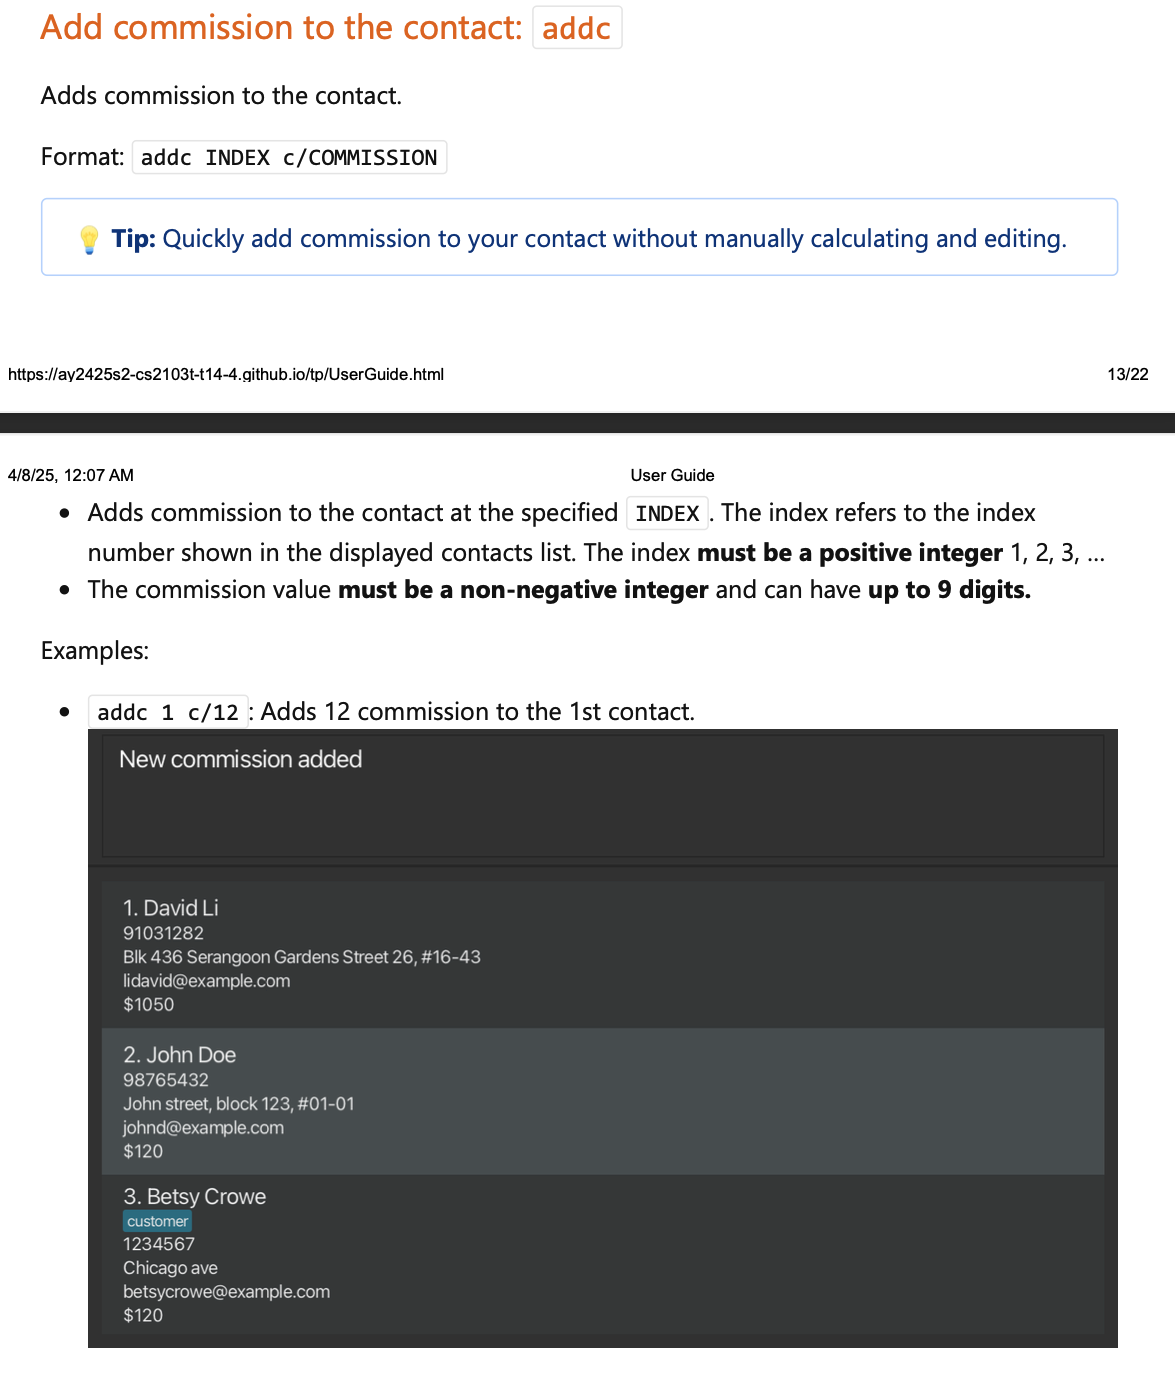 Add commission to the contact: addc
Adds commission to the contact.
Format: addc INDEX c/COMMISSION
Tip: Quickly add commission to your contact without manually calculating and editing.
https://ay2425s2-cs2103t-t14-4.github.io/tp/UserGuide.html 13/22
4/8/25, 12:07 AM User Guide
• Adds commission to the contact at the specified INDEX. The index refers to the index
number shown in the displayed contacts list. The index must be a positive integer 1, 2, 3, ...
• The commission value must be a non-negative integer and can have up to 9 digits.
Examples:
• addc 1 c/12: Adds 12 commission to the 1st contact.
New commission added
1. David Li
91031282
Blk 436 Serangoon Gardens Street 26, #16-43
lidavid@example.com
$1050
2. John Doe
98765432
John street, block 123, #01-01
johnd@example.com
$120
3. Betsy Crowe
customer
1234567
Chicago ave
betsycrowe@example.com
$120